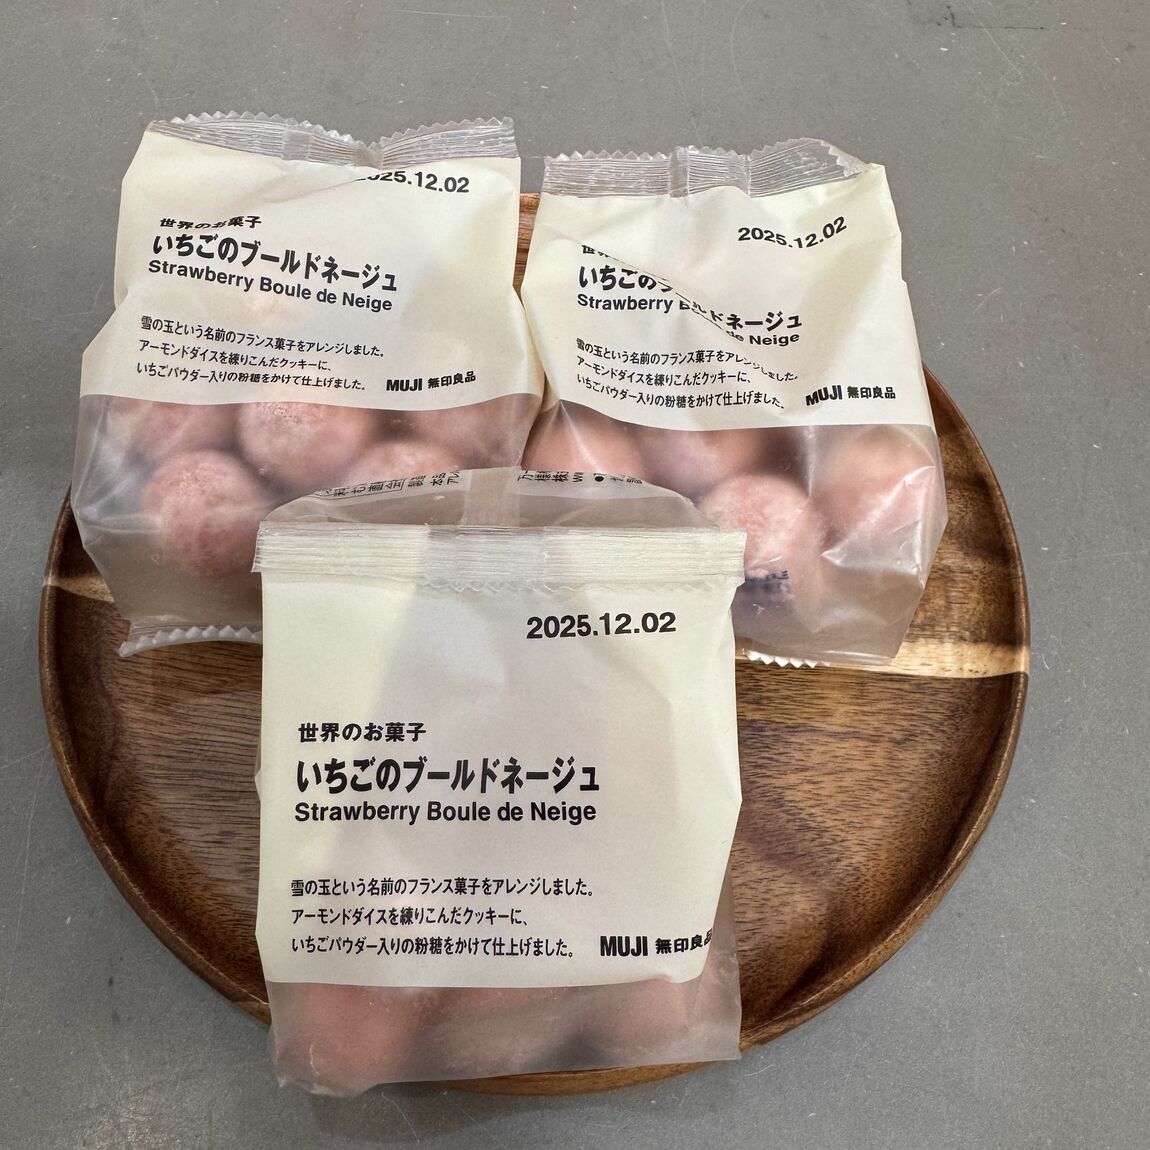 2025.12.02
世界のお菓子
いちごのブールドネージュ
Strawberry Boule de Neige
雪の玉という名前のフランス菓子をアレンジしました。
アーモンドダイスを練りこんだクッキーに、
いちごパウダー入りの粉糖をかけて仕上げました。
MUJI 無印良品
2025.12.02
いちごの ールドネージュ
Strawberry de Neige
雪の玉という名前のフランス菓子をアレンジしました。
アーモンドダイスを練りこんだクッキーに、
いちごパウダー入りの粉糖をかけて仕上げました。
MUJI 無印良品
2025.12.02
世界のお菓子
いちごのブールドネージュ
Strawberry Boule de Neige
雪の玉という名前のフランス菓子をアレンジしました。
アーモンドダイスを練りこんだクッキーに、
いちごパウダー入りの粉糖をかけて仕上げました。
MUJI 無印良品